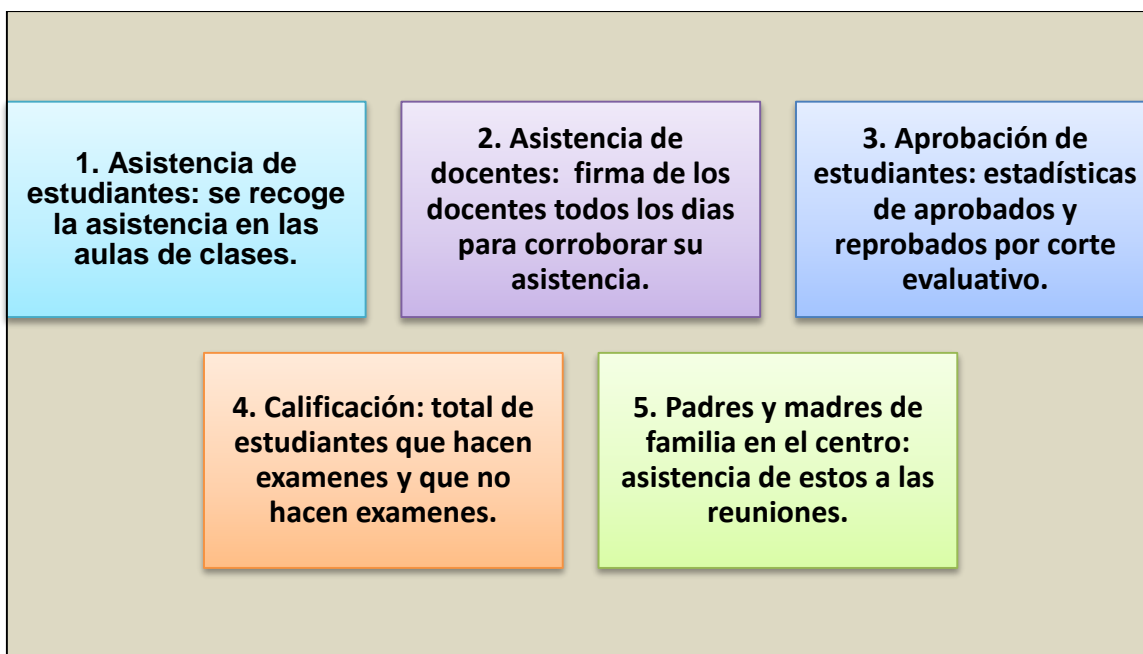 1. Asistencia de
estudiantes: se recoge
la asistencia en las
aulas de clases.
2. Asistencia de
docentes:  firma de los
docentes todos los dias
para corroborar su
asistencia.
3. Aprobación de
estudiantes: estadísticas
de aprobados y
reprobados por corte
evaluativo.
4. Calificación: total de
estudiantes que hacen
examenes y que no
hacen examenes.
5. Padres y madres de
familia en el centro:
asistencia de estos a las
reuniones.